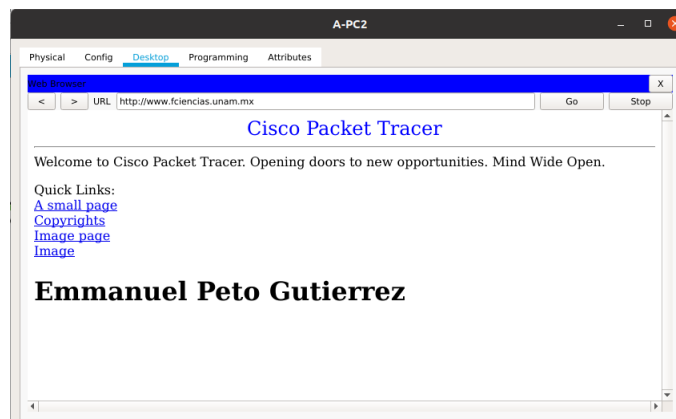 A-PC2
Physical Config Desktop Programming Attributes
Web Browser X
< > URL http://www.fciencias.unam.mx Go Stop
Cisco Packet Tracer
Welcome to Cisco Packet Tracer. Opening doors to new opportunities. Mind Wide Open.
Quick Links:
A small page
Copyrights
Image page
Image
Emmanuel Peto Gutierrez